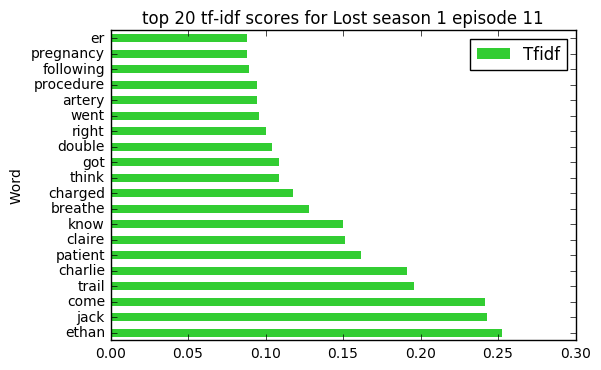 top 20 tf-idf scores for Lost season 1 episode 11
Tfidf
Word
er
pregnancy
following
procedure
artery
went
right
double
got
think
charged
breathe
know
claire
patient
charlie
trail
come
jack
ethan
0.00 0.05 0.10 0.15 0.20 0.25 0.30